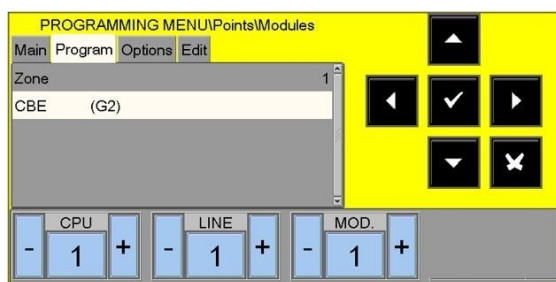 PROGRAMMING MENU\Points\Modules
Main Program Options Edit
Zone 1
CBE (G2)
CPU LINE MOD.
- 1 + - 1 + - 1 +